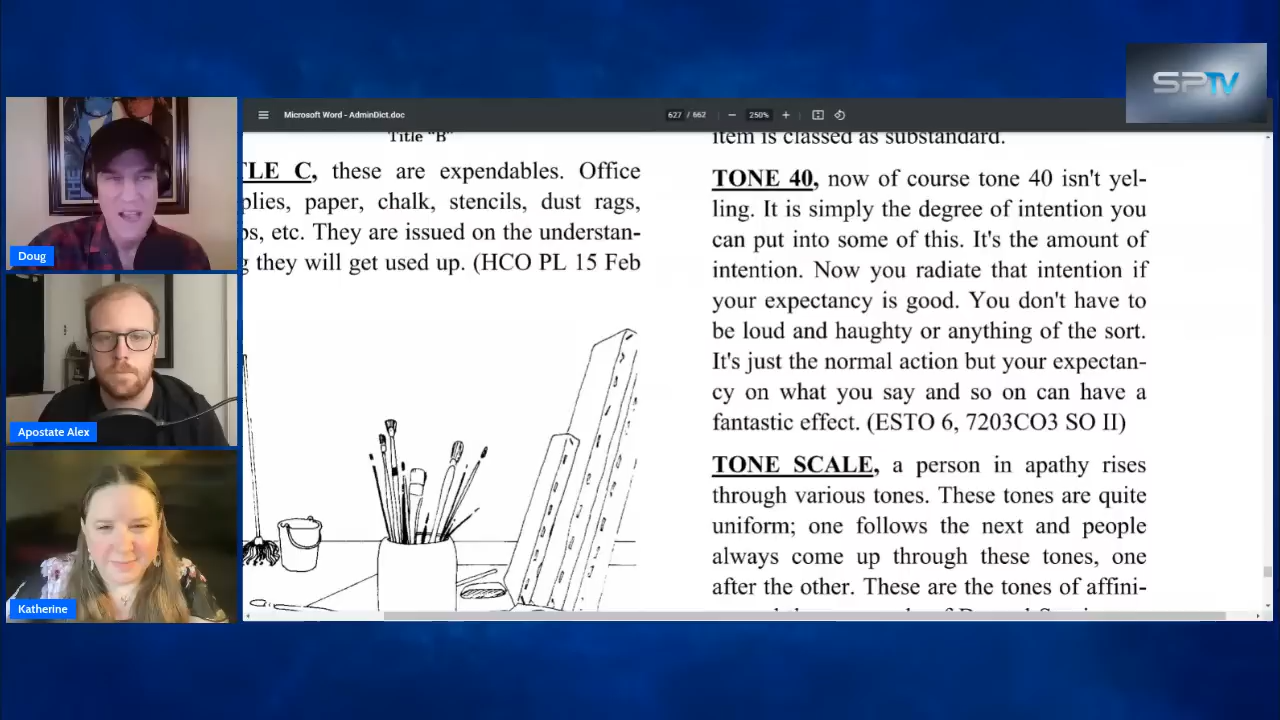 SPTV
Microsoft Word - AdminDict.doc
627 / 662
250%
Doug
Apostate Alex
Katherine
Title "B"
TLE C, these are expendables. Office
plies, paper, chalk, stencils, dust rags,
etc. They are issued on the understan-
they will get used up. (HCO PL 15 Feb
item is classed as substandard.
TONE 40, now of course tone 40 isn't yel-
ling. It is simply the degree of intention you
can put into some of this. It's the amount of
intention. Now you radiate that intention if
your expectancy is good. You don't have to
be loud and haughty or anything of the sort.
It's just the normal action but your expectan-
cy on what you say and so on can have a
fantastic effect. (ESTO 6, 7203CO3 SO II)
TONE SCALE, a person in apathy rises
through various tones. These tones are quite
uniform; one follows the next and people
always come up through these tones, one
after the other. These are the tones of affini-